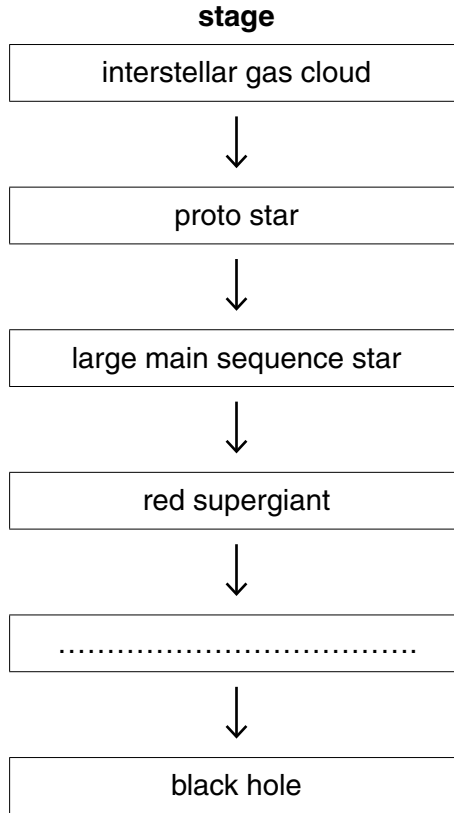 stage
interstellar gas cloud
proto star
large main sequence star
red supergiant
.....................................
black hole